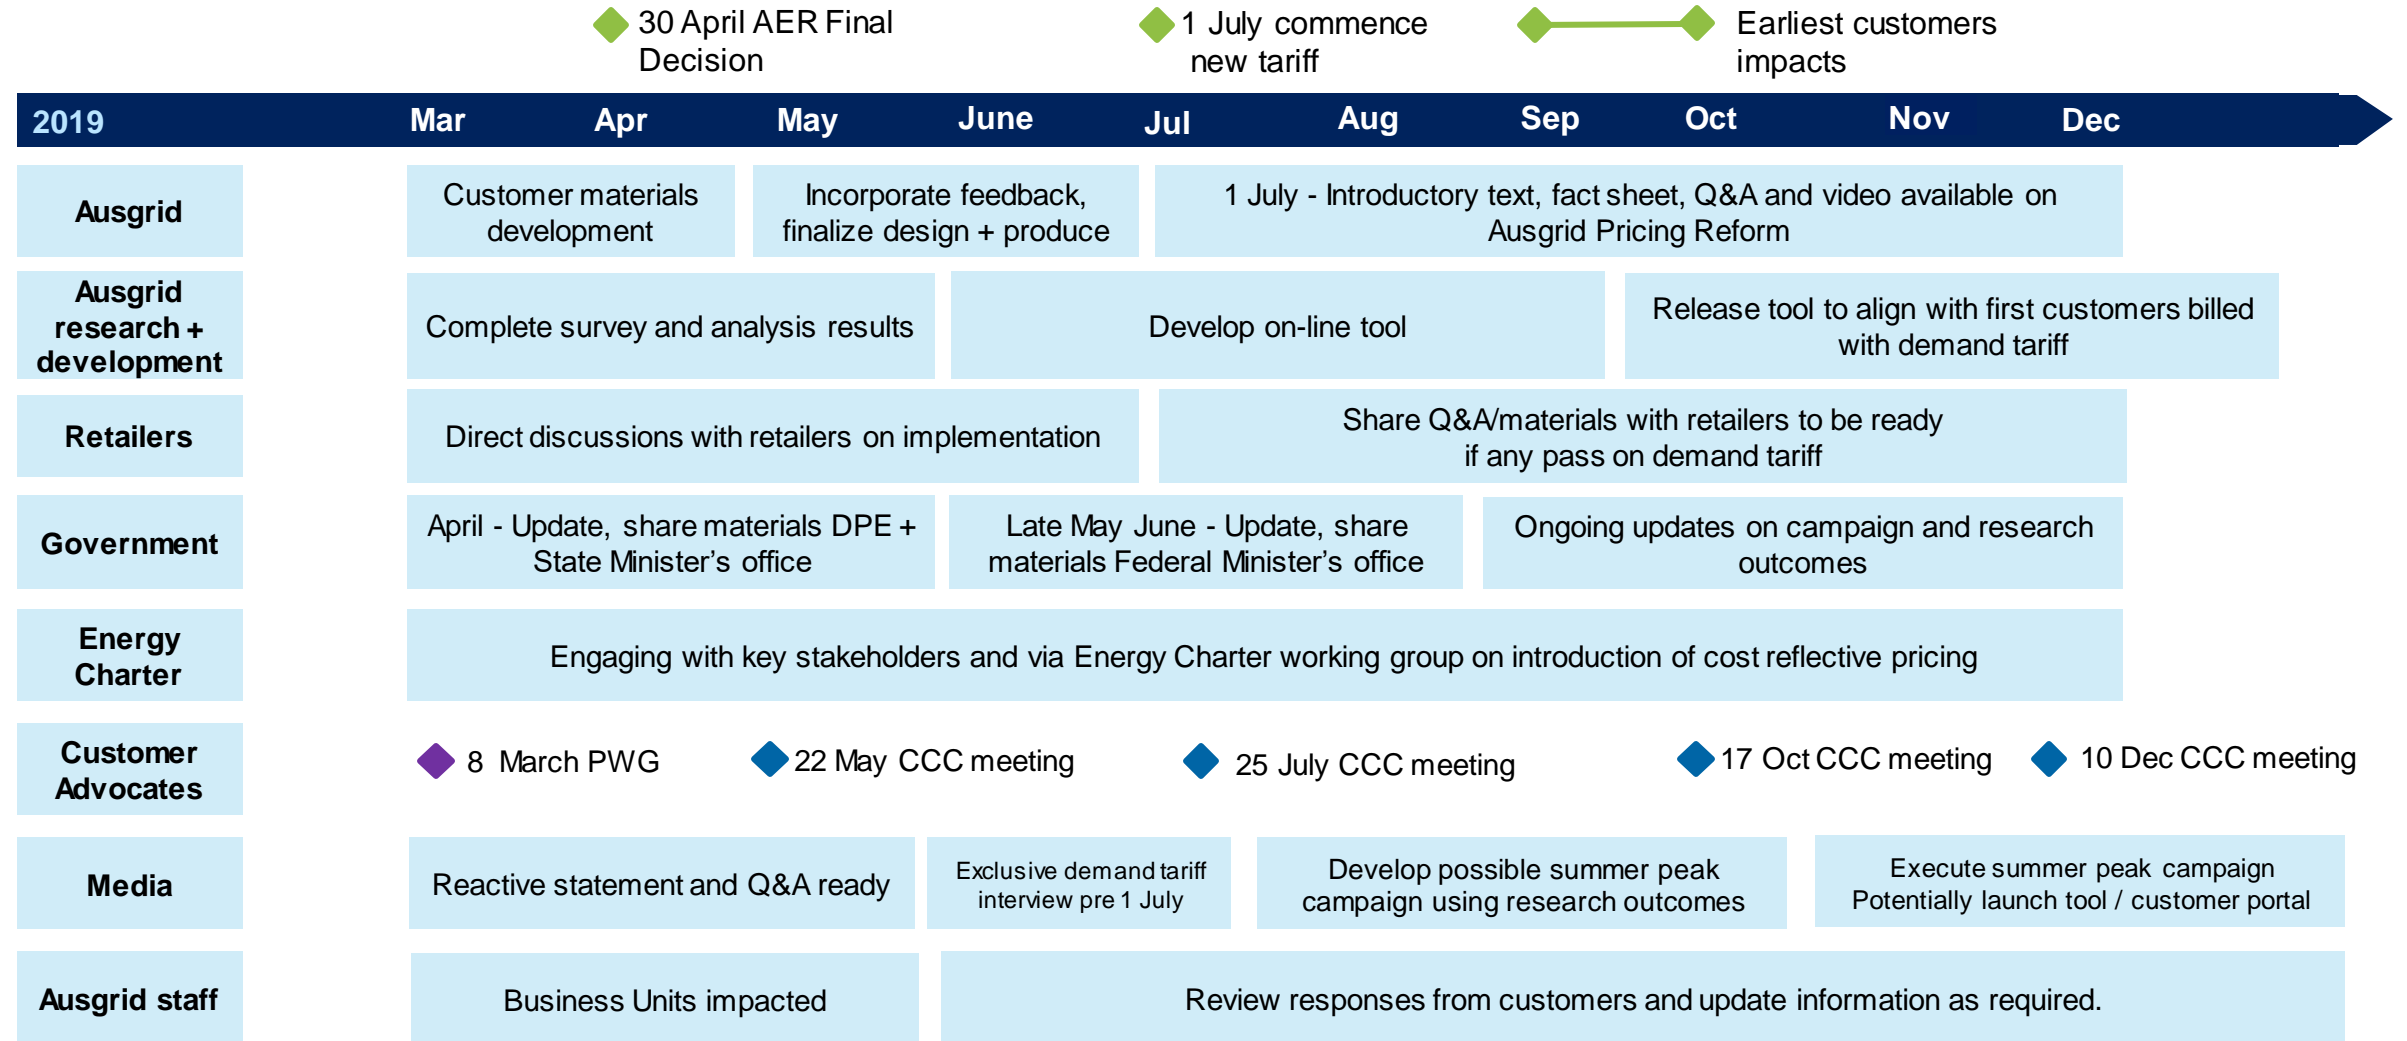 30 April AER Final
Decision
1 July commence
new tariff
Earliest customers
impacts
2019
Mar
Apr
May
June
Jul
Aug
Sep
Oct
Nov
Dec
Ausgrid
Customer materials
development
Incorporate feedback,
finalize design + produce
1 July - Introductory text, fact sheet, Q&A and video available on
Ausgrid Pricing Reform
Ausgrid
research +
development
Complete survey and analysis results
Develop on-line tool
Release tool to align with first customers billed
with demand tariff
Retailers
Direct discussions with retailers on implementation
Share Q&A/materials with retailers to be ready
if any pass on demand tariff
Government
April - Update, share materials DPE +
State Minister’s office
Late May June - Update, share
materials Federal Minister’s office
Ongoing updates on campaign and research
outcomes
Energy
Charter
Engaging with key stakeholders and via Energy Charter working group on introduction of cost reflective pricing
Customer
Advocates
8 March PWG
22 May CCC meeting
25 July CCC meeting
17 Oct CCC meeting
10 Dec CCC meeting
Media
Reactive statement and Q&A ready
Exclusive demand tariff
interview pre 1 July
Develop possible summer peak
campaign using research outcomes
Execute summer peak campaign
Potentially launch tool / customer portal
Ausgrid staff
Business Units impacted
Review responses from customers and update information as required.